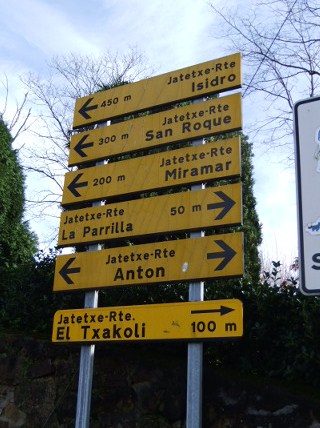 Jatetxe-Rte
450 m Isidro
Jatetxe-Rte
300 m San Roque
Jatetxe-Rte
200 m Miramar
Jatetxe-Rte 50 m
La Parrilla
Jatetxe-Rte
Anton
Jatetxe-Rte.
El Txakoli 100 m